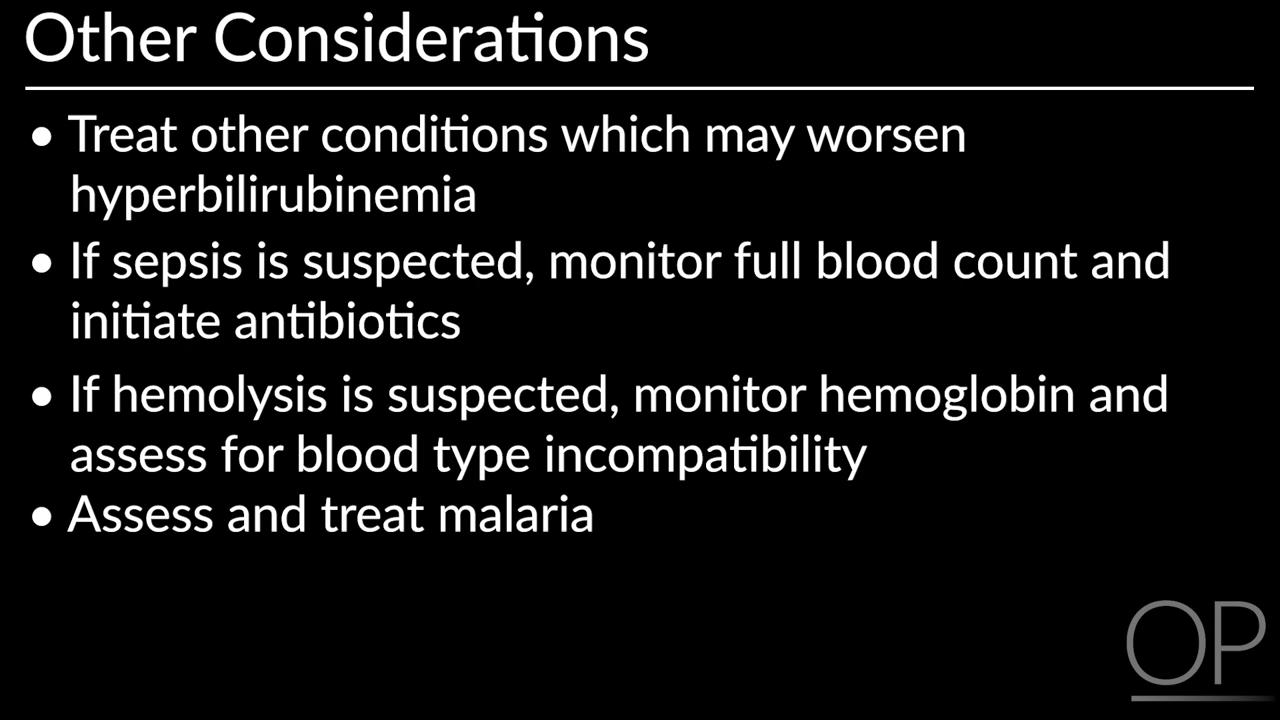 Other Considerations
• Treat other conditions which may worsen
hyperbilirubinemia
• If sepsis is suspected, monitor full blood count and
initiate antibiotics
• If hemolysis is suspected, monitor hemoglobin and
assess for blood type incompatibility
• Assess and treat malaria
OP